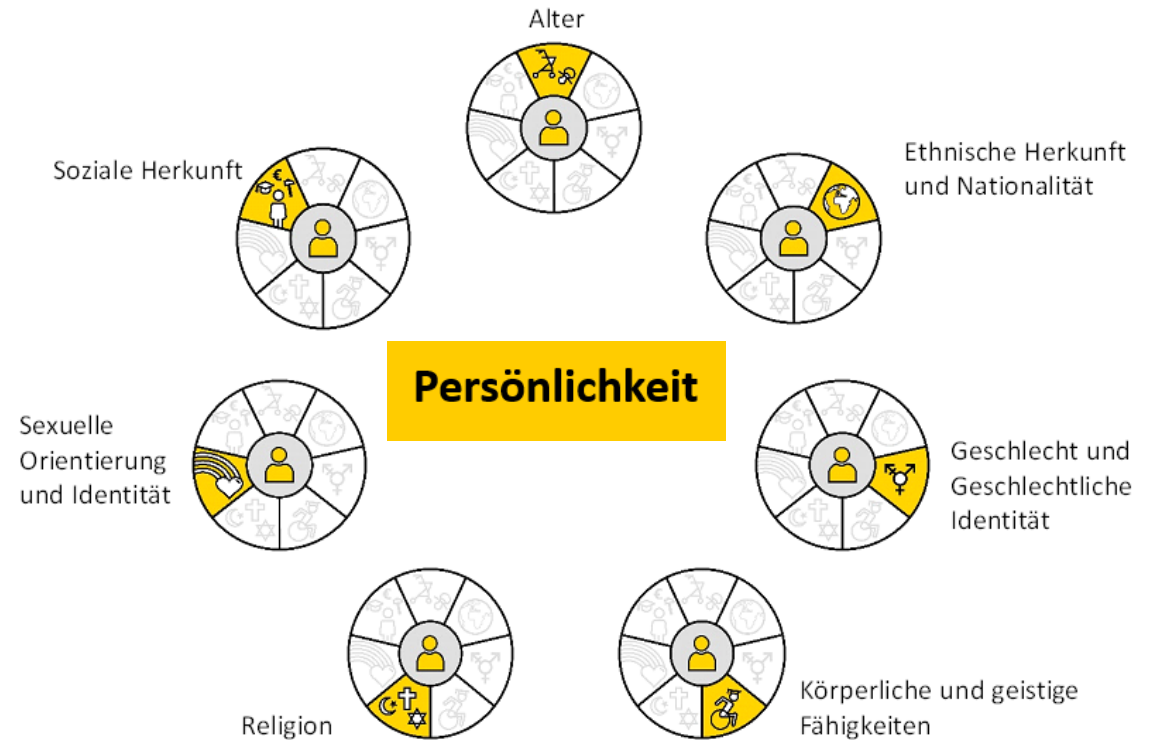 Alter
Soziale Herkunft
Ethnische Herkunft
und Nationalität
Persönlichkeit
Sexuelle
Orientierung
und Identität
Geschlecht und
Geschlechtliche
Identität
Religion
Körperliche und geistige
Fähigkeiten